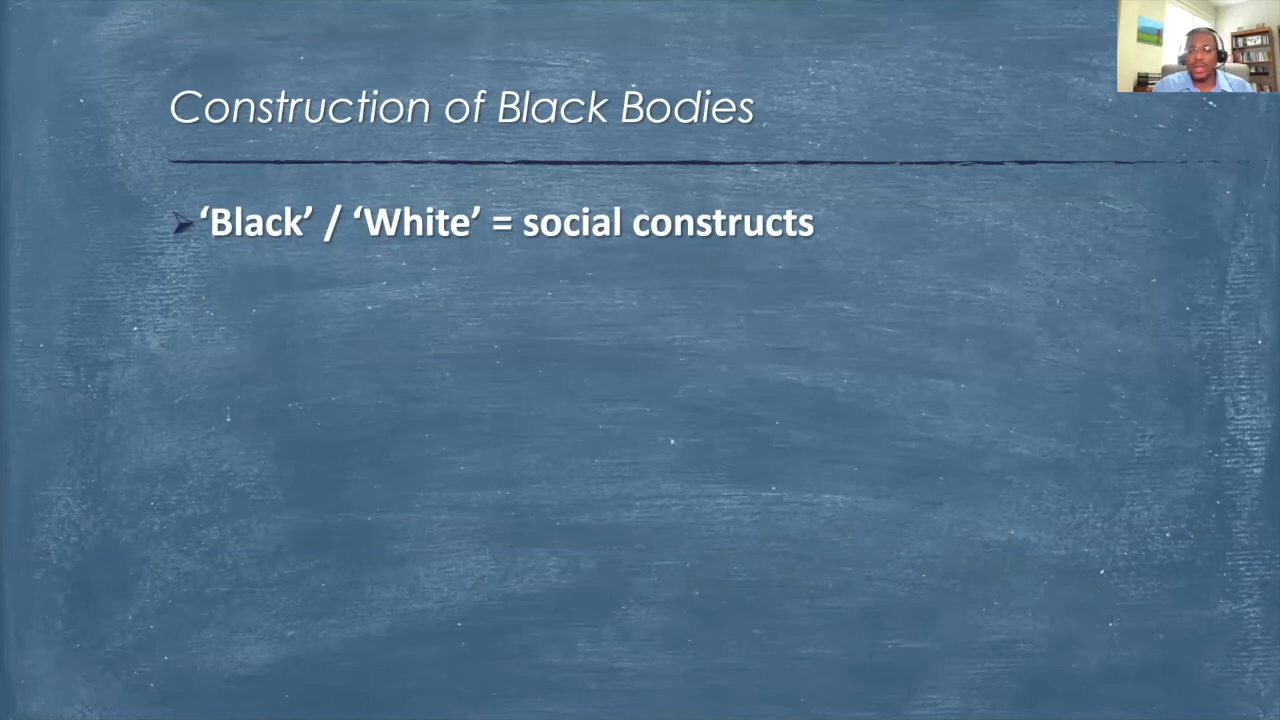 Construction of Black Bodies
‘Black’ / ‘White’ = social constructs